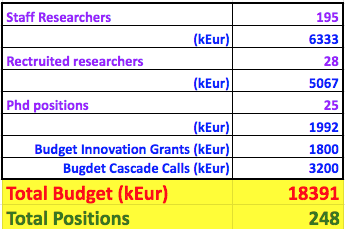 Staff Researchers 195
(kEur) 6333
Rectruited researchers 28
(kEur) 5067
Phd positions 25
(kEur) 1992
Budget Innovation Grants (kEur) 1800
Bugdet Cascade Calls (kEur) 3200
Total Budget (kEur) 18391
Total Positions 248